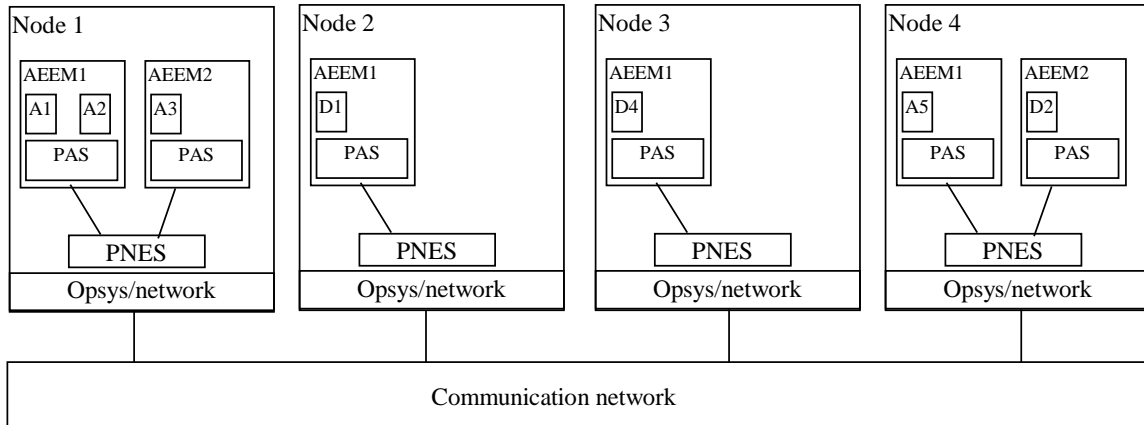 Node 1
AEEM1
AEEM2
A1
A2
A3
PAS
PAS
PNES
Opsys/network
Node 2
AEEM1
D1
PAS
PNES
Opsys/network
Node 3
AEEM1
D4
PAS
PNES
Opsys/network
Node 4
AEEM1
AEEM2
A5
D2
PAS
PAS
PNES
Opsys/network
Communication network